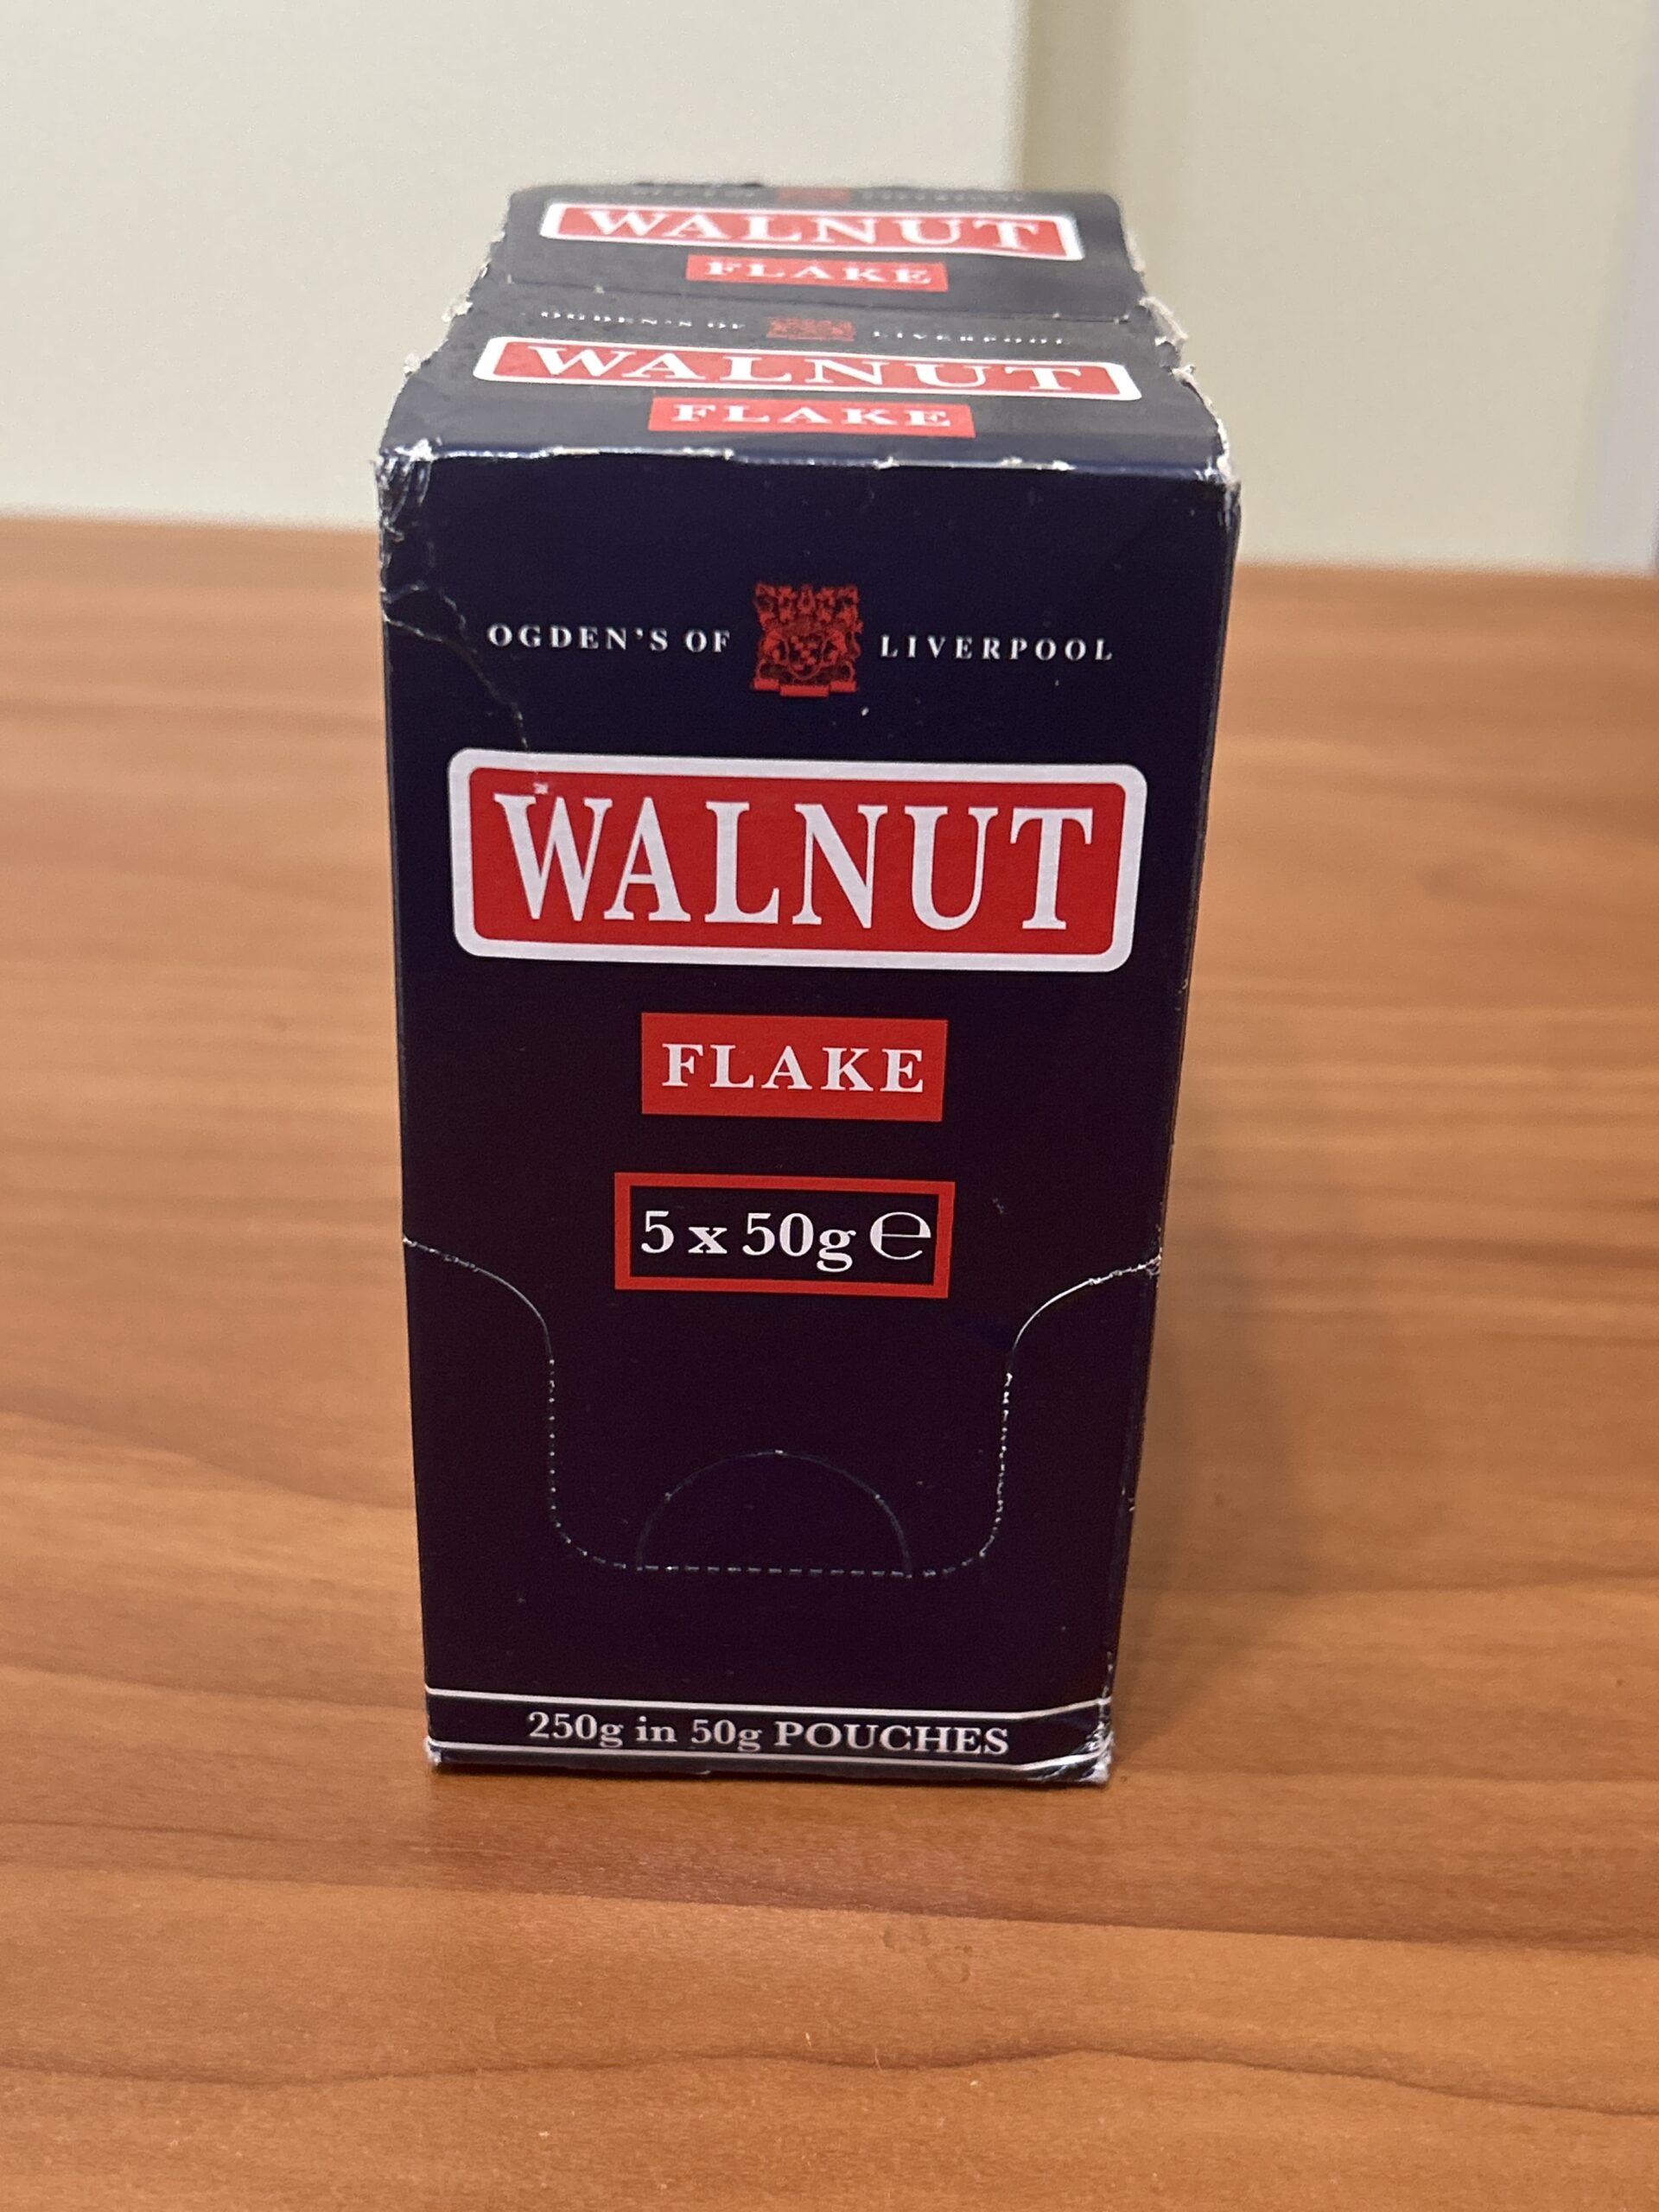 WALNUT
FLAKE
OGDEN'S OF LIVERPOOL
WALNUT
FLAKE
OGDEN'S OF LIVERPOOL
WALNUT
FLAKE
5 x 50g ℮
250g in 50g POUCHES